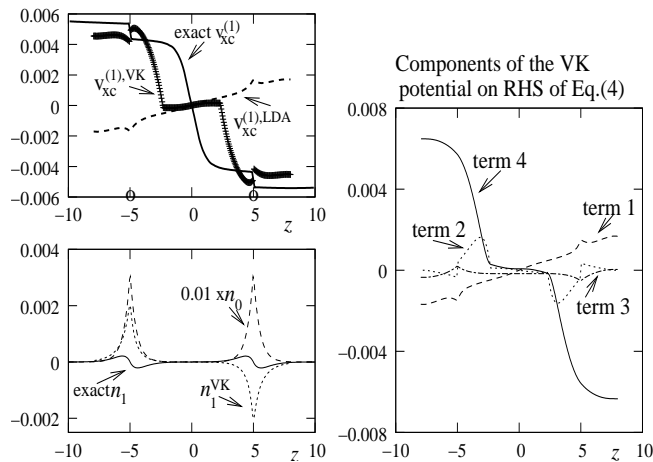 0.006
0.004
0.002
0
−0.002
−0.004
−0.006
exact v_xc^(1)
v_xc^(1),VK
v_xc^(1),LDA
o o
−10 −5 0 5 z 10
0.004
0.002
0
−0.002
0.01 x n_0
exact n_1
n_1^VK
−10 −5 0 5 z 10
Components of the VK
potential on RHS of Eq.(4)
0.008
0.004
0
−0.004
−0.008
term 4
term 2
term 1
term 3
−10 −5 0 5 z 10